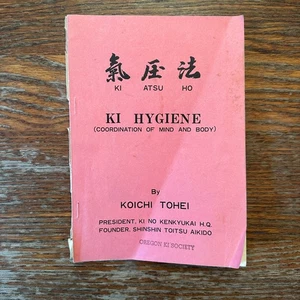 氣圧法
KI ATSU HO
KI HYGIENE
(COORDINATION OF MIND AND BODY)
By
KOICHI TOHEI
PRESIDENT, KI NO KENKYUKAI H.Q.
FOUNDER, SHINSHIN TOITSU AIKIDO
OREGON KI SOCIETY